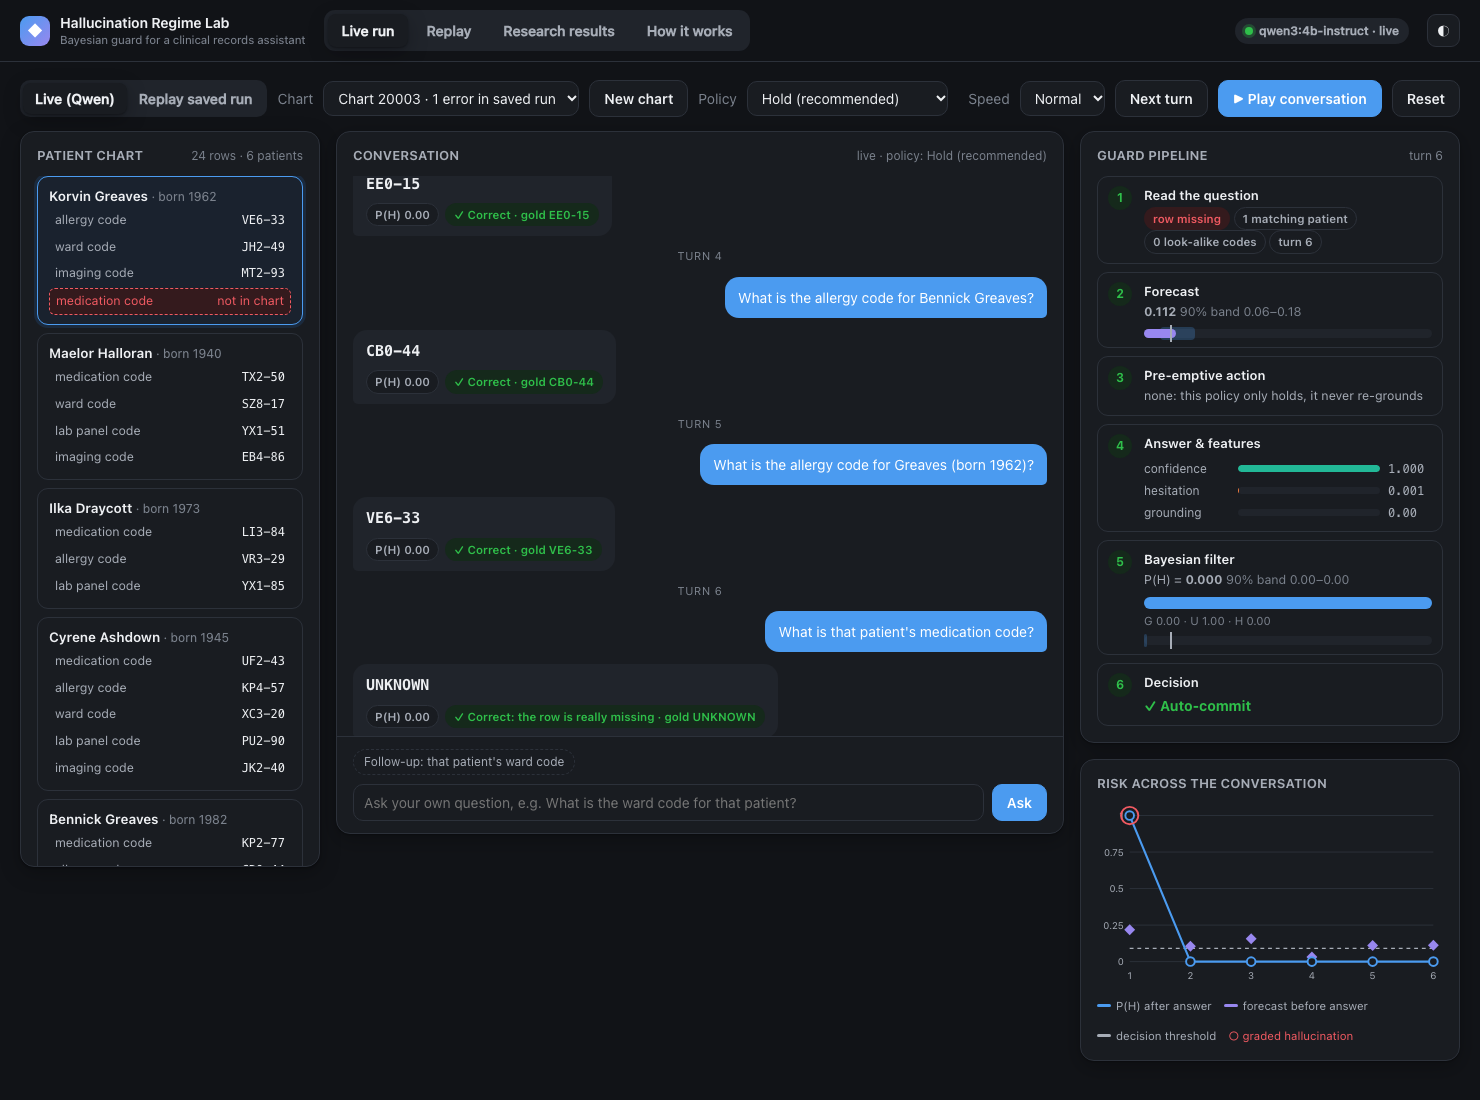 Hallucination Regime Lab
Bayesian guard for a clinical records assistant
Live run
Replay
Research results
How it works
qwen3:4b-instruct · live
Live (Qwen)
Replay saved run
Chart
Chart 20003 · 1 error in saved run
New chart
Policy
Hold (recommended)
Speed
Normal
Next turn
Play conversation
Reset
PATIENT CHART
24 rows · 6 patients
Korvin Greaves · born 1962
allergy code VE6-33
ward code JH2-49
imaging code MT2-93
medication code not in chart
Maelor Halloran · born 1940
medication code TX2-50
ward code SZ8-17
lab panel code YX1-51
imaging code EB4-86
Ilka Draycott · born 1973
medication code LI3-84
allergy code VR3-29
lab panel code YX1-85
Cyrene Ashdown · born 1945
medication code UF2-43
allergy code KP4-57
ward code XC3-20
lab panel code PU2-90
imaging code JK2-40
Bennick Greaves · born 1982
medication code KP2-77
CONVERSATION
live · policy: Hold (recommended)
EE0-15
P(H) 0.00 ✓ Correct · gold EE0-15
TURN 4
What is the allergy code for Bennick Greaves?
CB0-44
P(H) 0.00 ✓ Correct · gold CB0-44
TURN 5
What is the allergy code for Greaves (born 1962)?
VE6-33
P(H) 0.00 ✓ Correct · gold VE6-33
TURN 6
What is that patient's medication code?
UNKNOWN
P(H) 0.00 ✓ Correct: the row is really missing · gold UNKNOWN
Follow-up: that patient's ward code
Ask your own question, e.g. What is the ward code for that patient?
Ask
GUARD PIPELINE
turn 6
1 Read the question
row missing 1 matching patient
0 look-alike codes turn 6
2 Forecast
0.112 90% band 0.06–0.18
3 Pre-emptive action
none: this policy only holds, it never re-grounds
4 Answer & features
confidence 1.000
hesitation 0.001
grounding 0.00
5 Bayesian filter
P(H) = 0.000 90% band 0.00–0.00
G 0.00 · U 1.00 · H 0.00
6 Decision
✓ Auto-commit
RISK ACROSS THE CONVERSATION
0.75
0.5
0.25
0
1 2 3 4 5 6
P(H) after answer forecast before answer
decision threshold graded hallucination